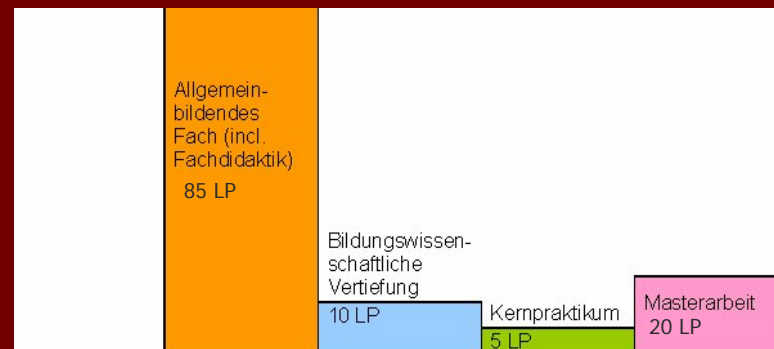 Allgemein-
bildendes
Fach (incl.
Fachdidaktik)
85 LP
Bildungswissen-
schaftliche
Vertiefung
10 LP
Kernpraktikum
5 LP
Masterarbeit
20 LP